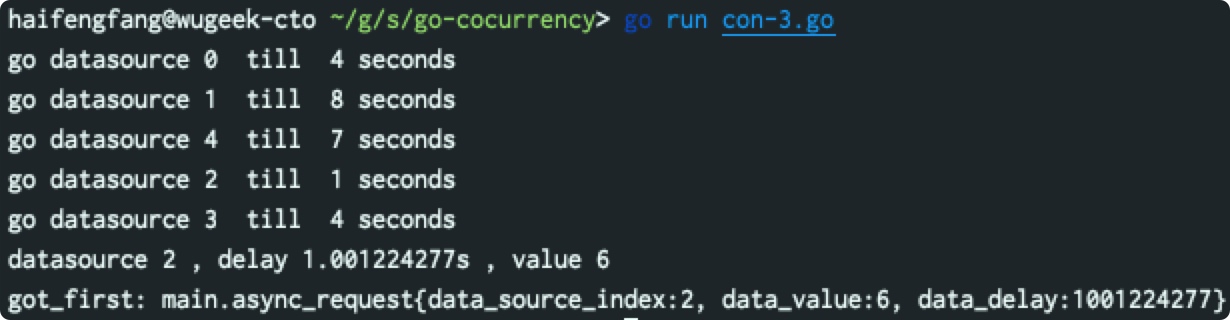 haifengfang@wugeek-cto ~/g/s/go-cocurrency> go run con-3.go
go datasource 0  till  4 seconds
go datasource 1  till  8 seconds
go datasource 4  till  7 seconds
go datasource 2  till  1 seconds
go datasource 3  till  4 seconds
datasource 2 , delay 1.001224277s , value 6
got_first: main.async_request{data_source_index:2, data_value:6, data_delay:1001224277}